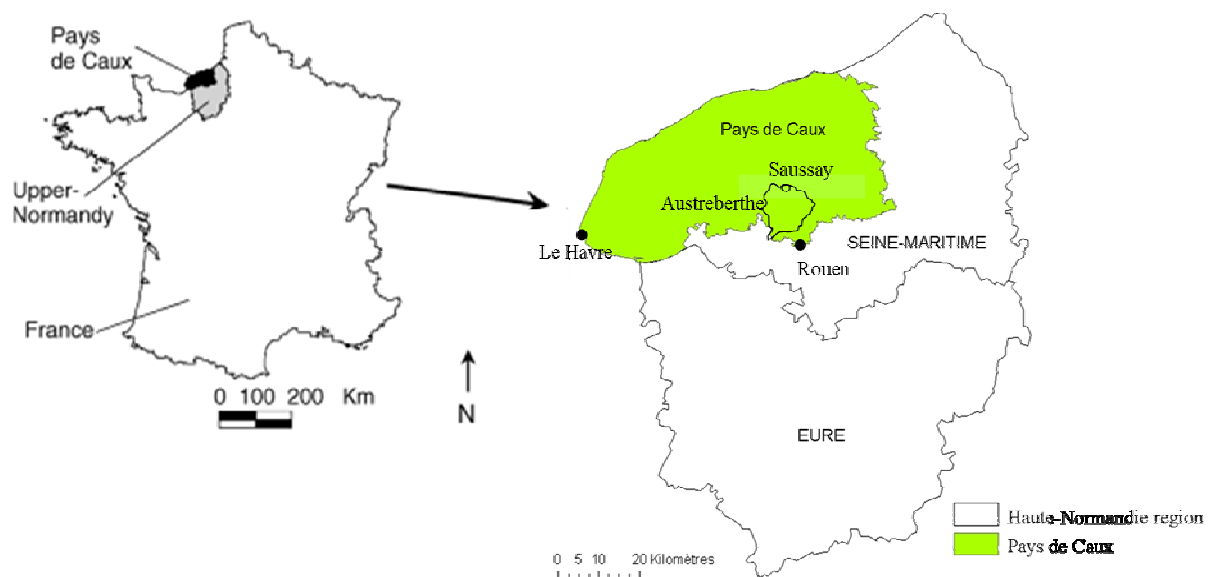 Pays
de Caux
Upper-
Normandy
France
0 100 200 Km
N
Pays de Caux
Saussay
Austreberthe
Le Havre
SEINE-MARITIME
Rouen
EURE
Haute-Normandie region
Pays de Caux
0 5 10 20 Kilomètres